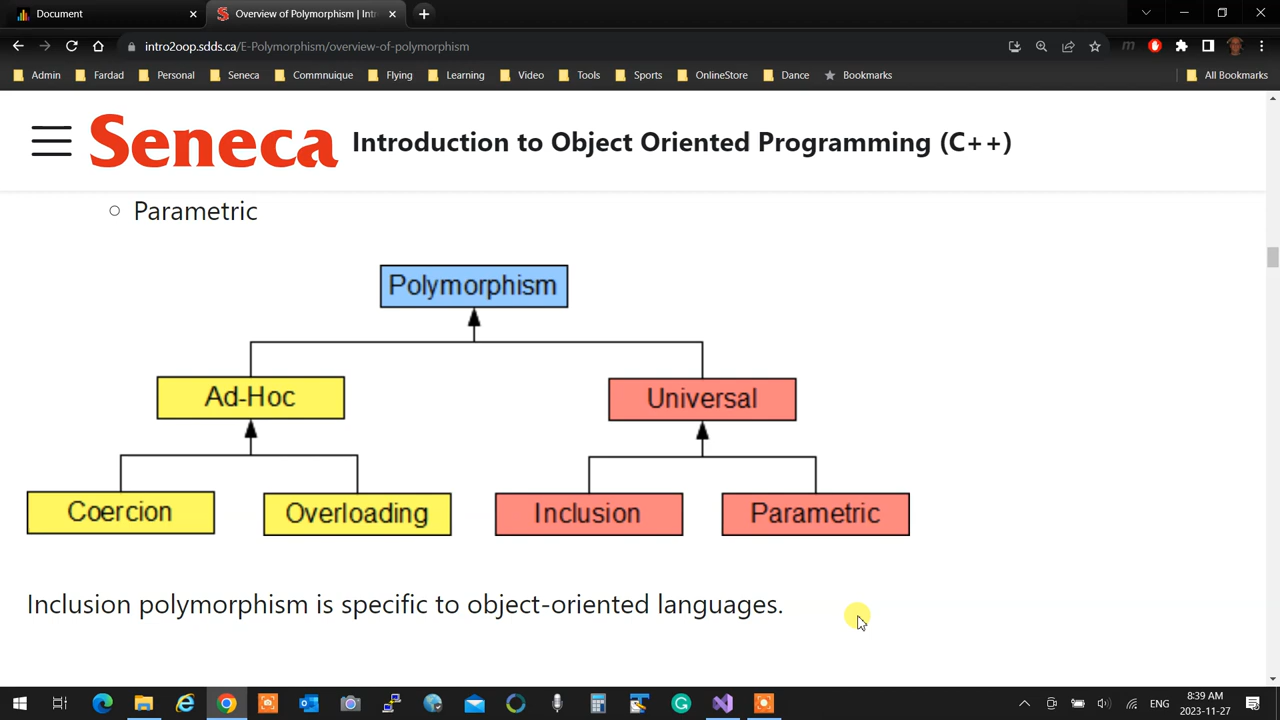 Document
Overview of Polymorphism | Intr
intro2oop.sdds.ca/E-Polymorphism/overview-of-polymorphism
Admin Fardad Personal Seneca Commnuique Flying Learning Video Tools Sports OnlineStore Dance Bookmarks All Bookmarks
Seneca Introduction to Object Oriented Programming (C++)
Parametric
Polymorphism
Ad-Hoc Universal
Coercion Overloading Inclusion Parametric
Inclusion polymorphism is specific to object-oriented languages.
ENG 8:39 AM
2023-11-27